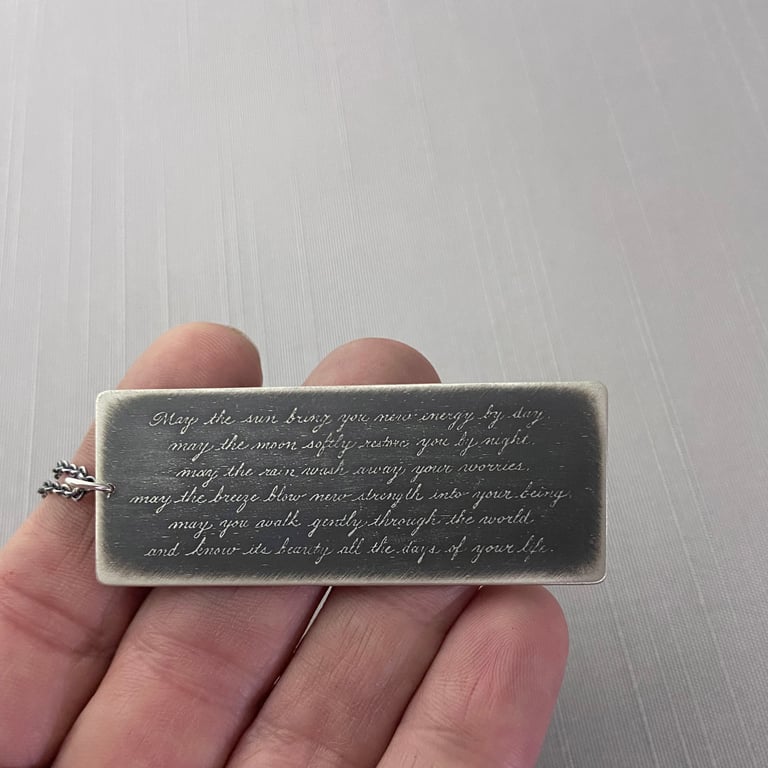 May the sun bring you new energy by day,
may the moon softly restore you by night,
may the rain wash away your worries,
may the breeze blow new strength into your being,
may you walk gently through the world
and know its beauty all the days of your life.